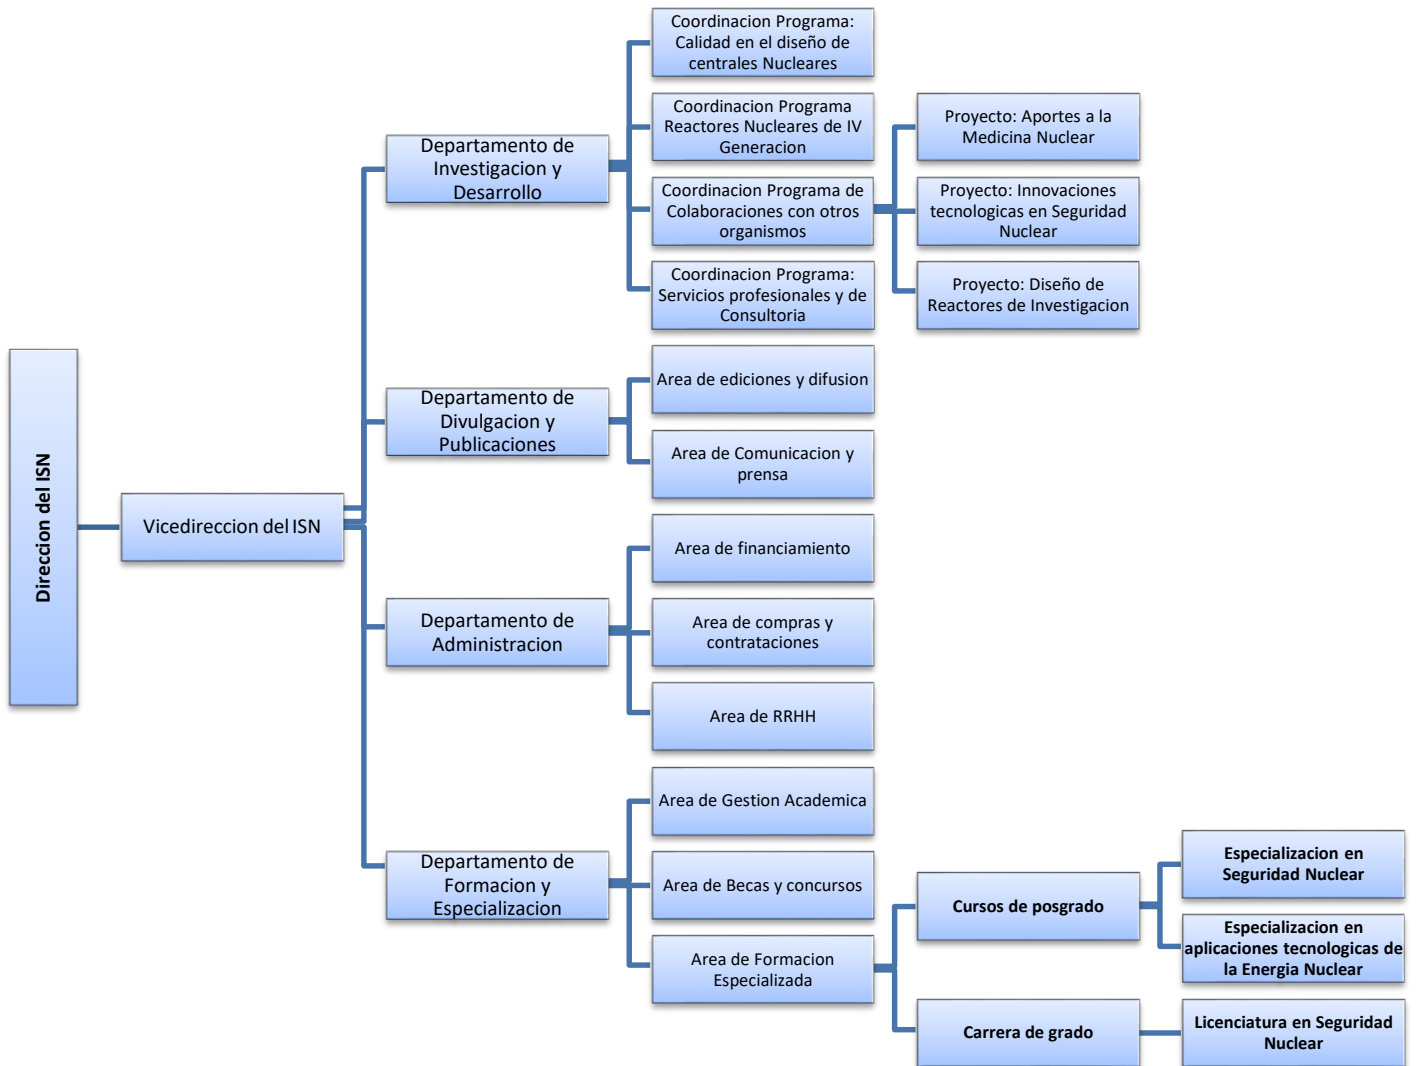 Direccion del ISN
Vicedireccion del ISN
Departamento de
Investigacion y
Desarrollo
Coordinacion Programa:
Calidad en el diseño de
centrales Nucleares
Coordinacion Programa
Reactores Nucleares de IV
Generacion
Coordinacion Programa de
Colaboraciones con otros
organismos
Proyecto: Aportes a la
Medicina Nuclear
Proyecto: Innovaciones
tecnologicas en Seguridad
Nuclear
Proyecto: Diseño de
Reactores de Investigacion
Coordinacion Programa:
Servicios profesionales y de
Consultoria
Departamento de
Divulgacion y
Publicaciones
Area de ediciones y difusion
Area de Comunicacion y
prensa
Departamento de
Administracion
Area de financiamiento
Area de compras y
contrataciones
Area de RRHH
Departamento de
Formacion y
Especializacion
Area de Gestion Academica
Area de Becas y concursos
Area de Formacion
Especializada
Cursos de posgrado
Especializacion en
Seguridad Nuclear
Especializacion en
aplicaciones tecnologicas de
la Energia Nuclear
Carrera de grado
Licenciatura en Seguridad
Nuclear